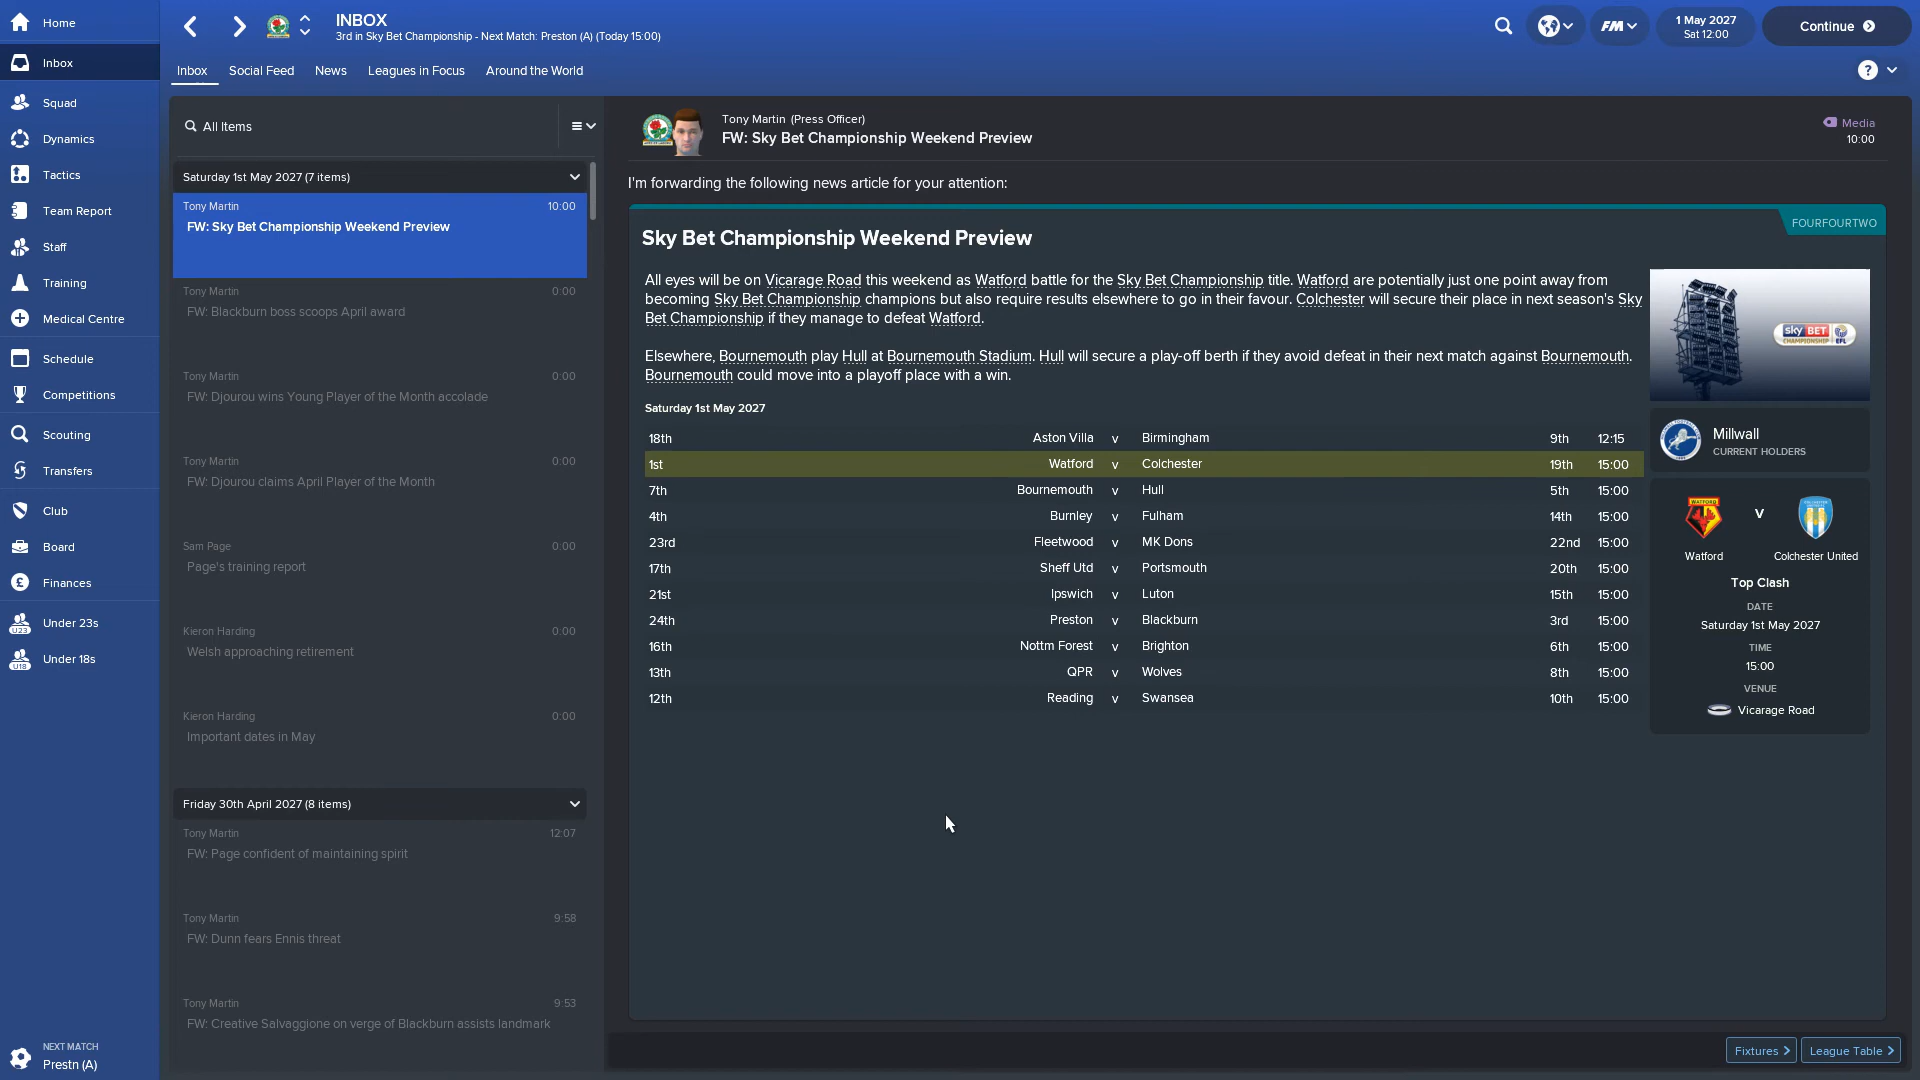 Home
Inbox
Squad
Dynamics
Tactics
Team Report
Staff
Training
Medical Centre
Schedule
Competitions
Scouting
Transfers
Club
Board
Finances
U23
Under 23s
U18
Under 18s
NEXT MATCH
Prestn (A)
INBOX
3rd in Sky Bet Championship - Next Match: Preston (A) (Today 15:00)
FM
1 May 2027
Sat 12:00
Continue
Inbox Social Feed News Leagues in Focus Around the World
?
All Items
Saturday 1st May 2027 (7 items)
Tony Martin 10:00
FW: Sky Bet Championship Weekend Preview
Tony Martin 0:00
FW: Blackburn boss scoops April award
Tony Martin 0:00
FW: Djourou wins Young Player of the Month accolade
Tony Martin 0:00
FW: Djourou claims April Player of the Month
Sam Page 0:00
Page's training report
Kieron Harding 0:00
Welsh approaching retirement
Kieron Harding 0:00
Important dates in May
Friday 30th April 2027 (8 items)
Tony Martin 12:07
FW: Page confident of maintaining spirit
Tony Martin 9:58
FW: Dunn fears Ennis threat
Tony Martin 9:53
FW: Creative Salvaggione on verge of Blackburn assists landmark
Tony Martin (Press Officer)
FW: Sky Bet Championship Weekend Preview
Media
10:00
I'm forwarding the following news article for your attention:
FOURFOURTWO
Sky Bet Championship Weekend Preview
All eyes will be on Vicarage Road this weekend as Watford battle for the Sky Bet Championship title. Watford are potentially just one point away from
becoming Sky Bet Championship champions but also require results elsewhere to go in their favour. Colchester will secure their place in next season's Sky
Bet Championship if they manage to defeat Watford.
Elsewhere, Bournemouth play Hull at Bournemouth Stadium. Hull will secure a play-off berth if they avoid defeat in their next match against Bournemouth.
Bournemouth could move into a playoff place with a win.
Saturday 1st May 2027
18th Aston Villa v Birmingham 9th 12:15
1st Watford v Colchester 19th 15:00
7th Bournemouth v Hull 5th 15:00
4th Burnley v Fulham 14th 15:00
23rd Fleetwood v MK Dons 22nd 15:00
17th Sheff Utd v Portsmouth 20th 15:00
21st Ipswich v Luton 15th 15:00
24th Preston v Blackburn 3rd 15:00
16th Nottm Forest v Brighton 6th 15:00
13th QPR v Wolves 8th 15:00
12th Reading v Swansea 10th 15:00
sky BET
CHAMPIONSHIP EFL
Millwall
CURRENT HOLDERS
WATFORD
V
Watford Colchester United
Top Clash
DATE
Saturday 1st May 2027
TIME
15:00
VENUE
Vicarage Road
Fixtures
League Table